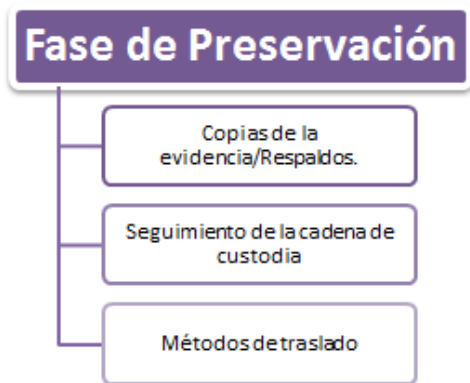 Fase de Preservación
Copias de la
evidencia/Respaldos.
Seguimiento de la cadena de
custodia
Métodos de traslado